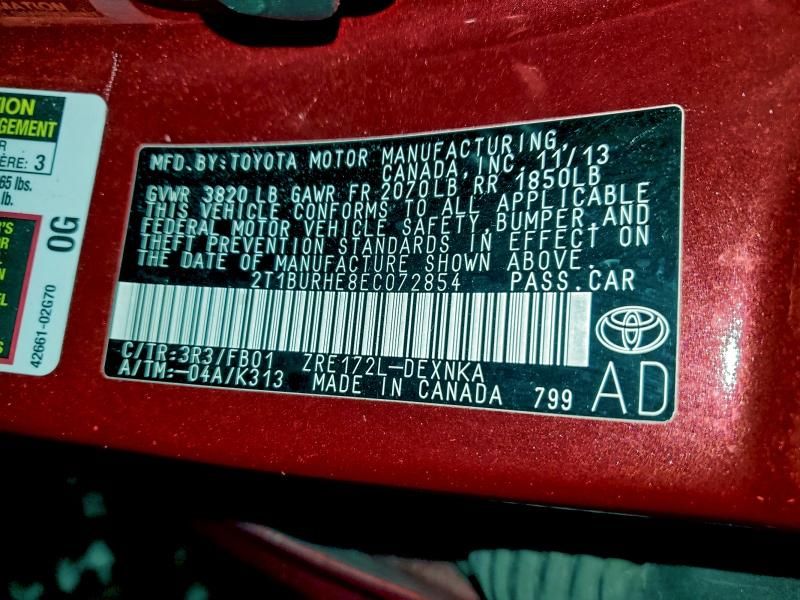 MATION
ION
GEMENT
ÈRE: 3
65 lbs.
lb.
0G
42661-02G70
MFD.BY:TOYOTA MOTOR MANUFACTURING,
CANADA,INC. 11/13
GVWR 3820 LB GAWR FR 2070LB RR 1850LB
THIS VEHICLE CONFORMS TO ALL APPLICABLE
FEDERAL MOTOR VEHICLE SAFETY,BUMPER,AND
THEFT PREVENTION STANDARDS IN EFFECT ON
THE DATE OF MANUFACTURE SHOWN ABOVE.
2T1BURHE8EC072854 PASS.CAR
C/TR:3R3/FB01 ZRE172L-DEXNKA
A/TM:-04A/K313 MADE IN CANADA 799 AD